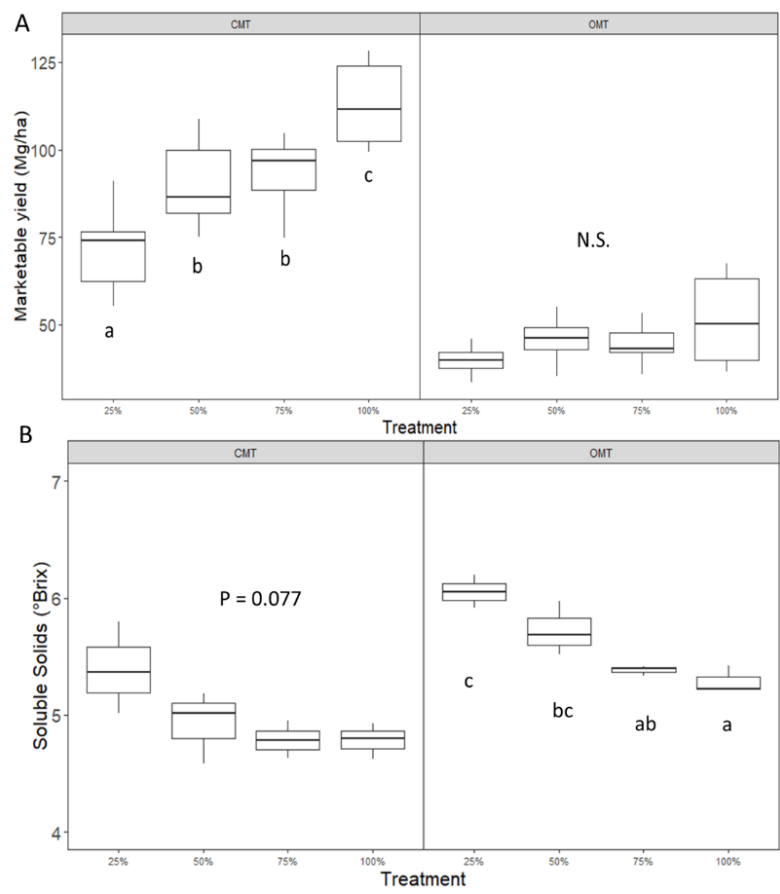 A
CMT
OMT
Marketable yield (Mg/ha)
125
100
75
50
a
b
b
c
N.S.
25%
50%
75%
100%
25%
50%
75%
100%
Treatment
B
CMT
OMT
Soluble Solids (°Brix)
7
6
5
4
P = 0.077
c
bc
ab
a
25%
50%
75%
100%
25%
50%
75%
100%
Treatment